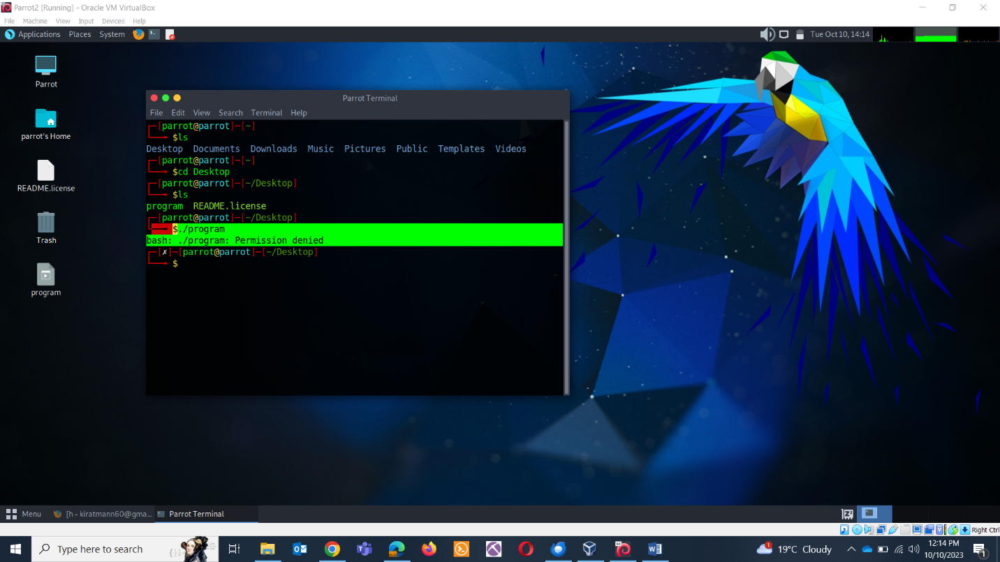 Parrot2 [Running] - Oracle VM VirtualBox
File Machine View Input Devices Help
Applications Places System Tue Oct 10, 14:14
Parrot
parrot's Home
README.license
Trash
program
Parrot Terminal
File Edit View Search Terminal Help
┌─[parrot@parrot]─[~]
└──╼ $ls
Desktop Documents Downloads Music Pictures Public Templates Videos
┌─[parrot@parrot]─[~]
└──╼ $cd Desktop
┌─[parrot@parrot]─[~/Desktop]
└──╼ $ls
program README.license
┌─[parrot@parrot]─[~/Desktop]
└──╼ $./program
bash: ./program: Permission denied
┌─[✗]─[parrot@parrot]─[~/Desktop]
└──╼ $
Menu [h - kiratmann60@gma... Parrot Terminal
Right Ctrl
Type here to search 19°C Cloudy 12:14 PM
10/10/2023